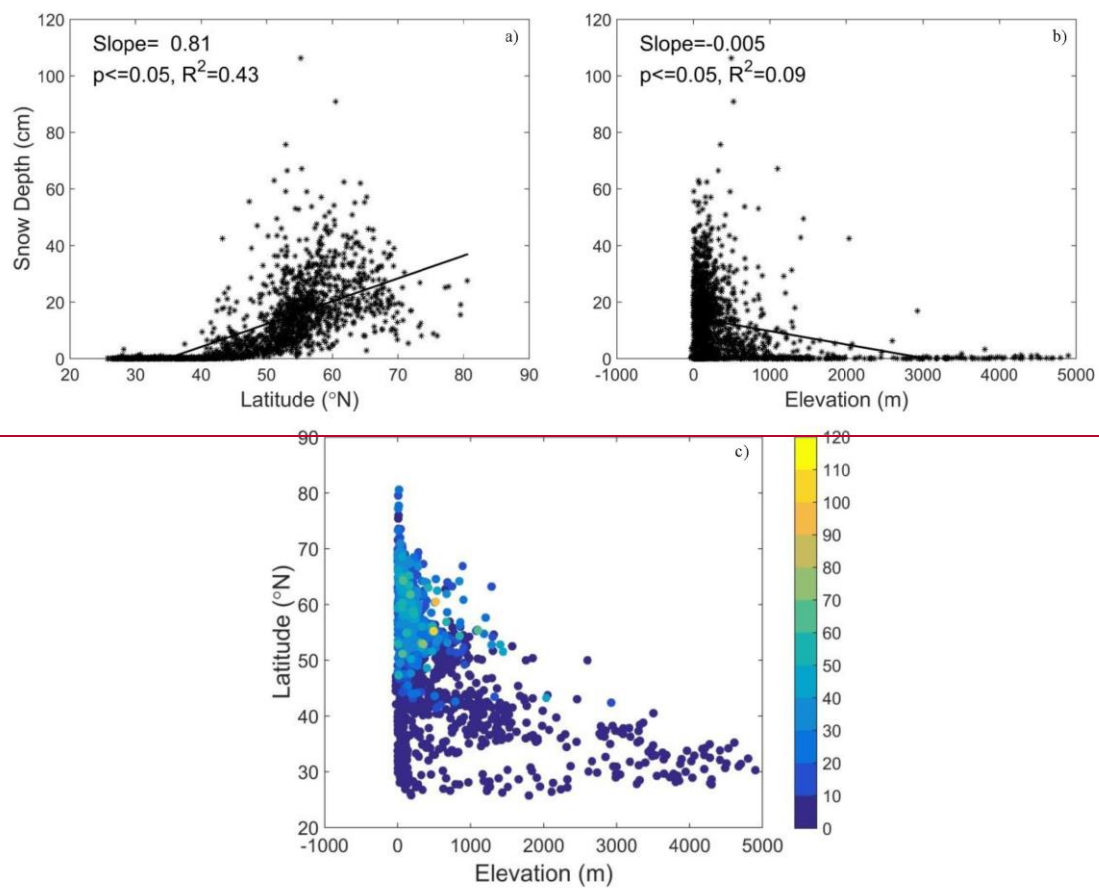 a)
Slope= 0.81
p<=0.05, R²=0.43
120
100
80
60
40
20
0
Snow Depth (cm)
20 30 40 50 60 70 80 90
Latitude (°N)
b)
Slope=-0.005
p<=0.05, R²=0.09
120
100
80
60
40
20
0
-1000 0 1000 2000 3000 4000 5000
Elevation (m)
c)
90
80
70
60
50
40
30
20
Latitude (°N)
-1000 0 1000 2000 3000 4000 5000
Elevation (m)
120
110
100
90
80
70
60
50
40
30
20
10
0